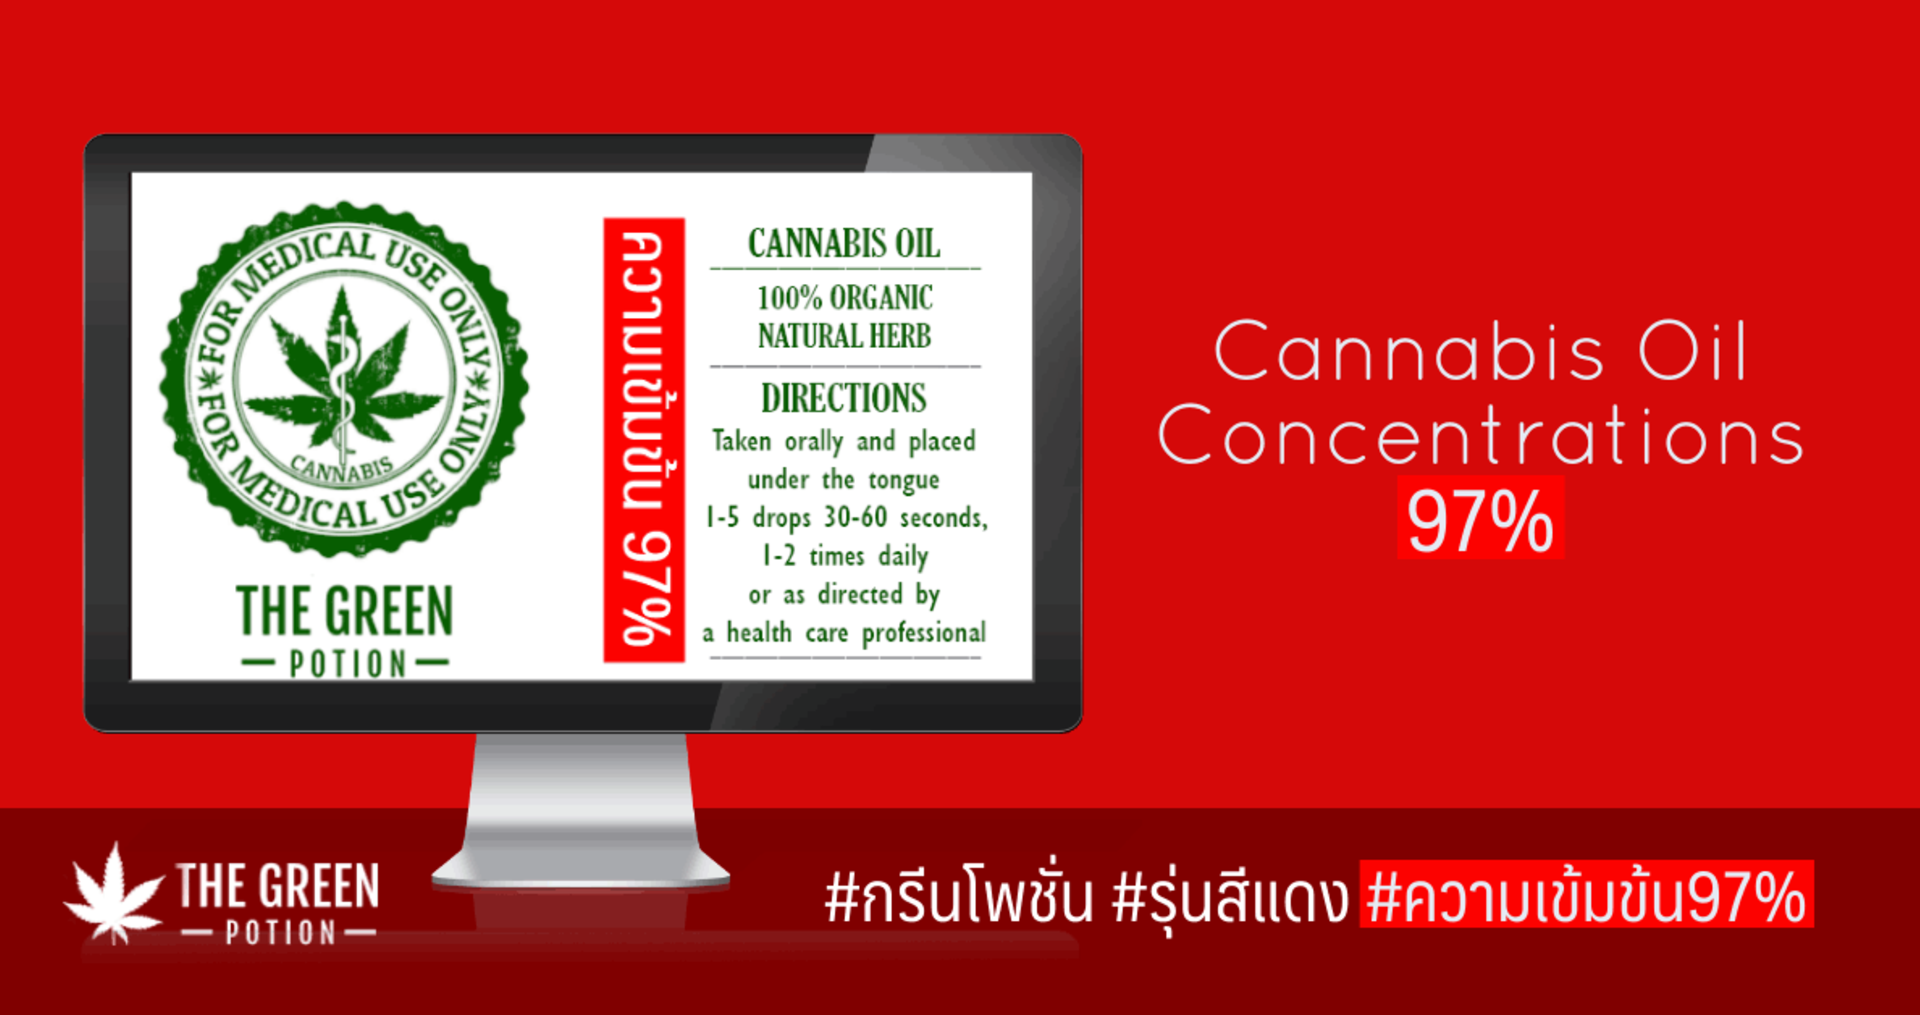 FOR MEDICAL USE ONLY
FOR MEDICAL USE ONLY
CANNABIS
THE GREEN
POTION
ความเข้มข้น 97%
CANNABIS OIL
100% ORGANIC
NATURAL HERB
DIRECTIONS
Taken orally and placed
under the tongue
1-5 drops 30-60 seconds,
1-2 times daily
or as directed by
a health care professional
Cannabis Oil
Concentrations
97%
THE GREEN
POTION
#กรีนโพชั่น #รุ่นสีแดง #ความเข้มข้น97%